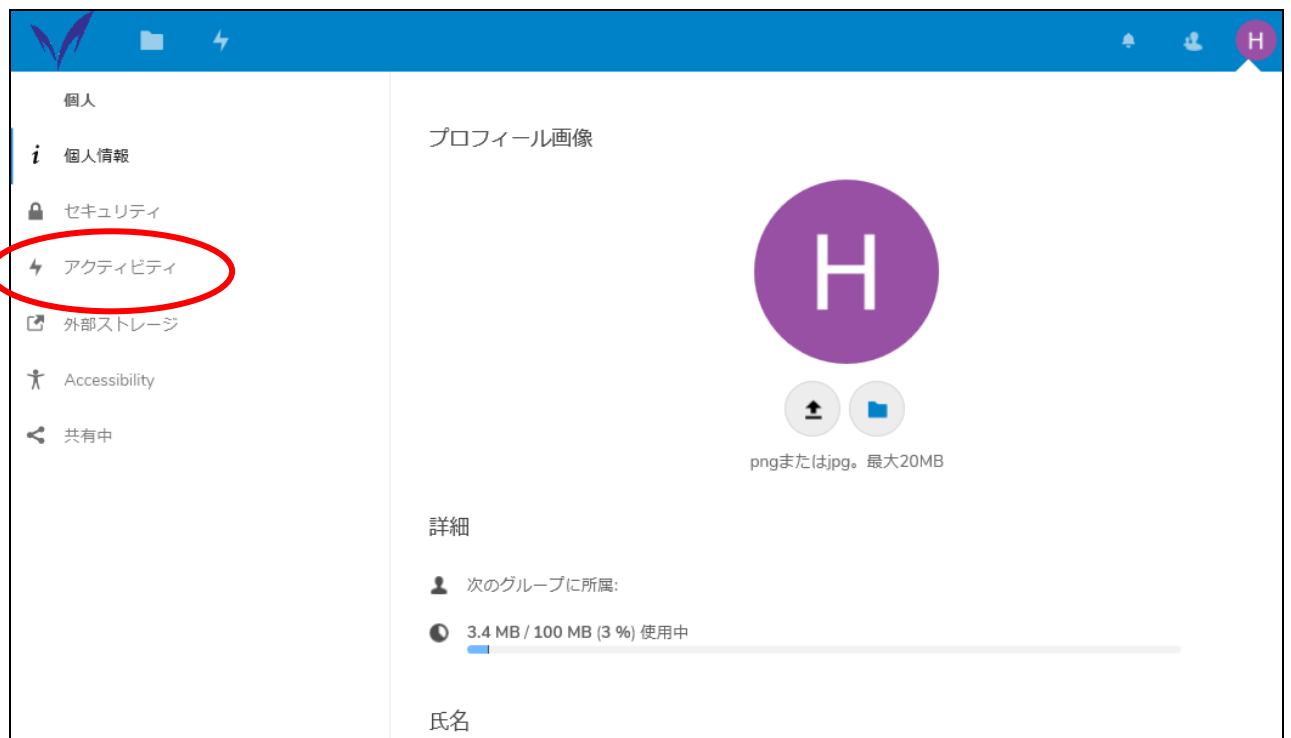 H
個人
個人情報
セキュリティ
アクティビティ
外部ストレージ
Accessibility
共有中
プロフィール画像
H
pngまたはjpg。最大20MB
詳細
次のグループに所属:
3.4 MB / 100 MB (3 %) 使用中
氏名